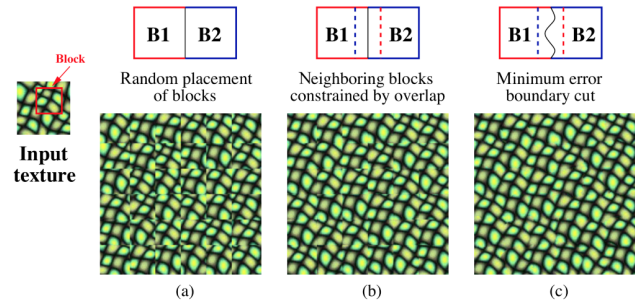 B1 B2
B1 B2
B1 B2
Block
Input
texture
Random placement
of blocks
Neighboring blocks
constrained by overlap
Minimum error
boundary cut
(a)
(b)
(c)